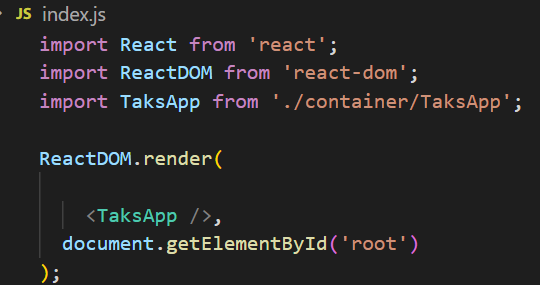 JS index.js
import React from 'react';
import ReactDOM from 'react-dom';
import TaksApp from './container/TaksApp';
ReactDOM.render(
<TaksApp />,
document.getElementById('root')
);